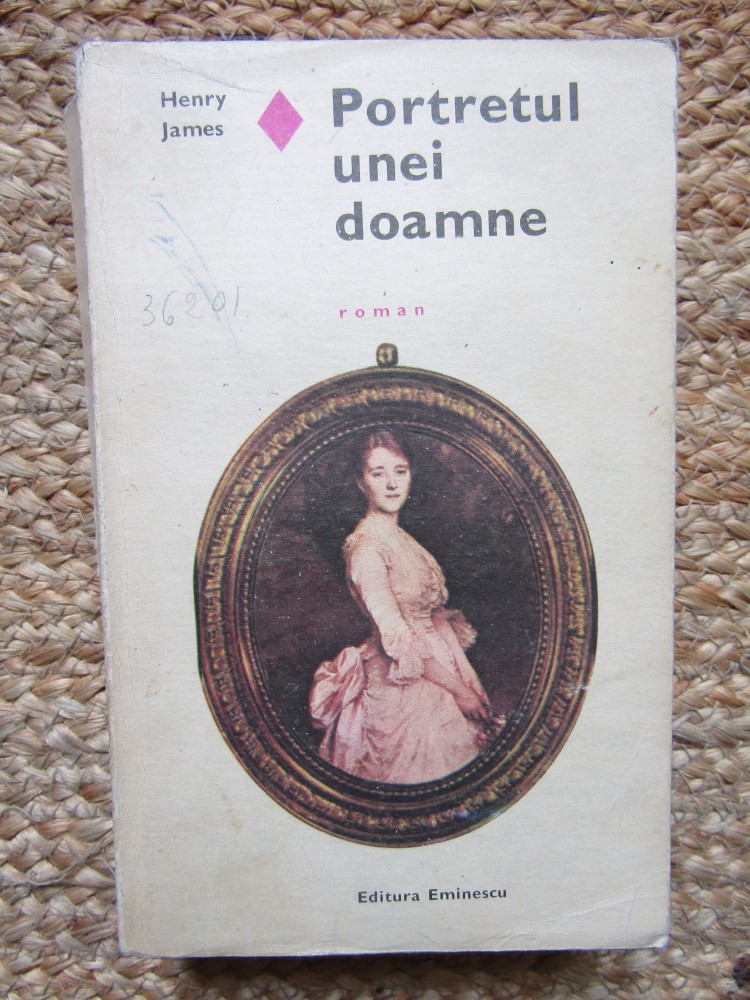 Henry
James
Portretul
unei
doamne
36201
roman
Editura Eminescu